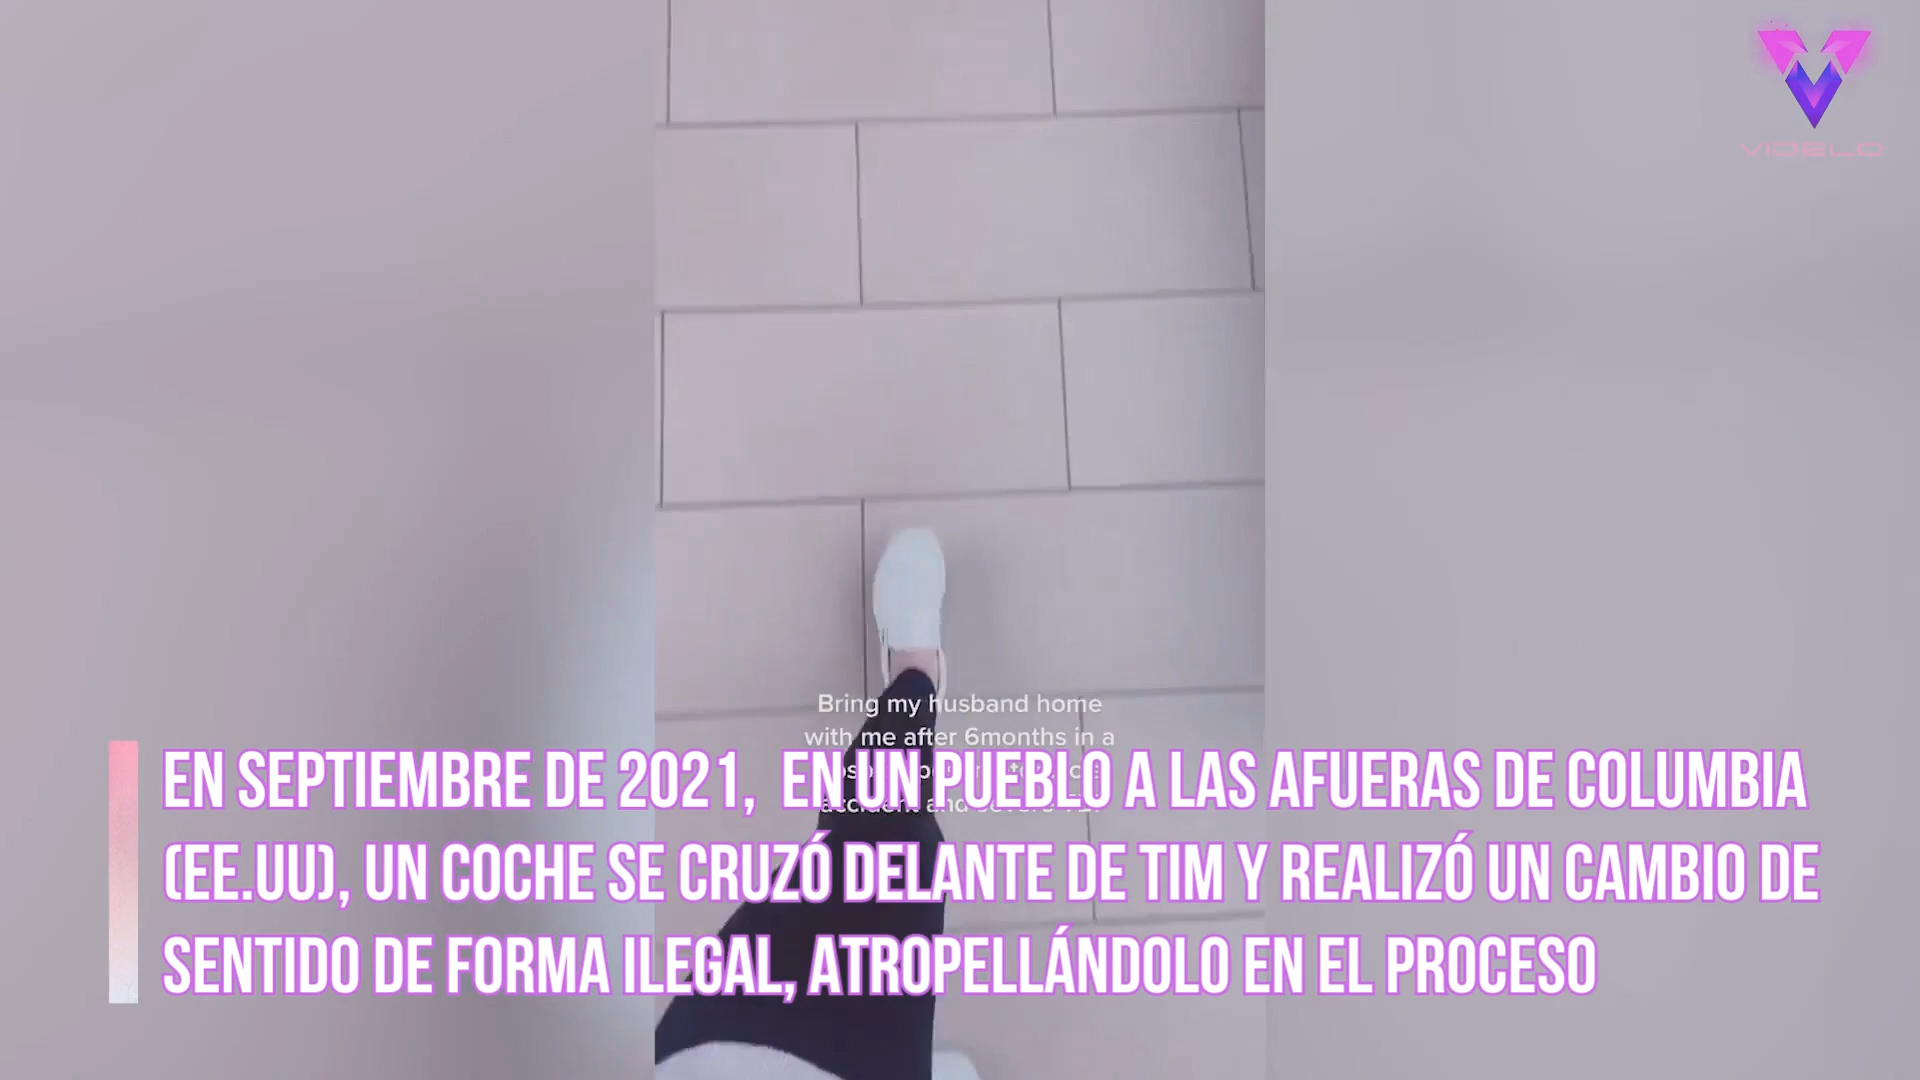 VIDELO
Bring my husband home
with me after 6months in a
EN SEPTIEMBRE DE 2021, EN UN PUEBLO A LAS AFUERAS DE COLUMBIA
accident and
(EE.UU), UN COCHE SE CRUZÓ DELANTE DE TIM Y REALIZÓ UN CAMBIO DE
SENTIDO DE FORMA ILEGAL, ATROPELLÁNDOLO EN EL PROCESO